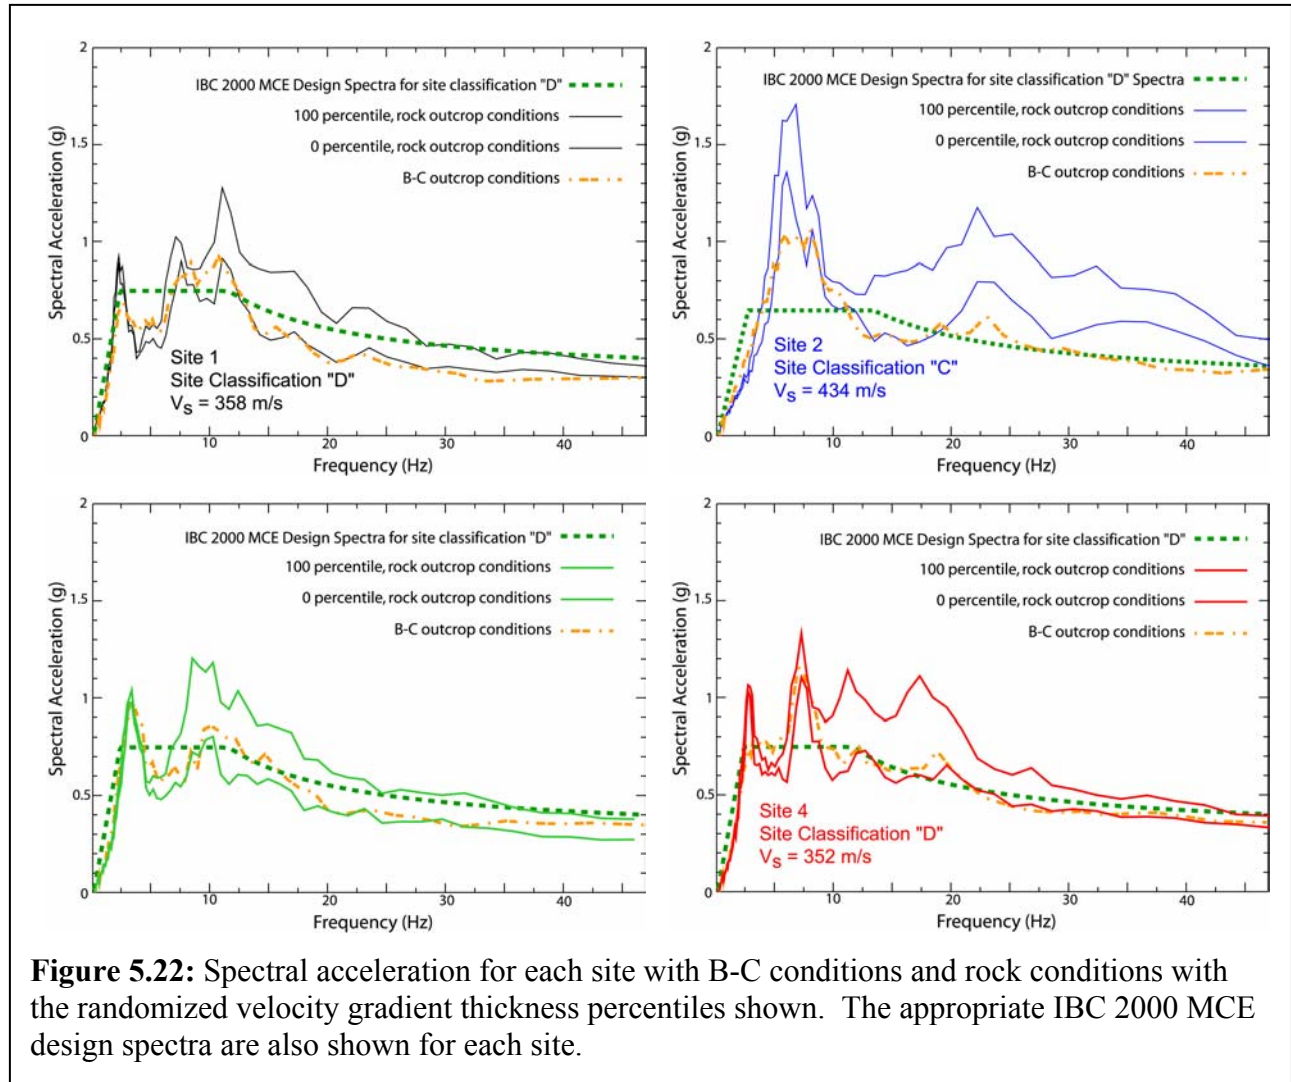 2
1.5
1
0.5
0
10
20
30
40
Spectral Acceleration (g)
Frequency (Hz)
IBC 2000 MCE Design Spectra for site classification "D"
100 percentile, rock outcrop conditions
0 percentile, rock outcrop conditions
B-C outcrop conditions
Site 1
Site Classification "D"
VS = 358 m/s
2
1.5
1
0.5
0
10
20
30
40
Spectral Acceleration (g)
Frequency (Hz)
IBC 2000 MCE Design Spectra for site classification "D" Spectra
100 percentile, rock outcrop conditions
0 percentile, rock outcrop conditions
B-C outcrop conditions
Site 2
Site Classification "C"
VS = 434 m/s
2
1.5
1
0.5
0
10
20
30
40
Spectral Acceleration (g)
Frequency (Hz)
IBC 2000 MCE Design Spectra for site classification "D"
100 percentile, rock outcrop conditions
0 percentile, rock outcrop conditions
B-C outcrop conditions
2
1.5
1
0.5
0
10
20
30
40
Spectral Acceleration (g)
Frequency (Hz)
IBC 2000 MCE Design Spectra for site classification "D"
100 percentile, rock outcrop conditions
0 percentile, rock outcrop conditions
B-C outcrop conditions
Site 4
Site Classification "D"
VS = 352 m/s
Figure 5.22: Spectral acceleration for each site with B-C conditions and rock conditions with
the randomized velocity gradient thickness percentiles shown. The appropriate IBC 2000 MCE
design spectra are also shown for each site.